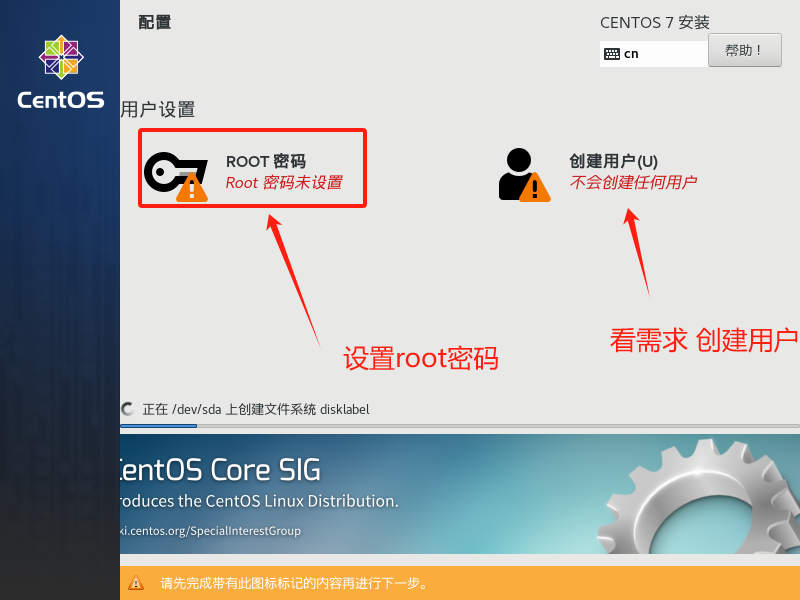 配置
CENTOS 7 安装
cn
帮助！
CentOS
用户设置
ROOT 密码
Root 密码未设置
创建用户(U)
不会创建任何用户
设置root密码
看需求 创建用户
正在 /dev/sda 上创建文件系统 disklabel
CentOS Core SIG
roduces the CentOS Linux Distribution.
ki.centos.org/SpecialInterestGroup
请先完成带有此图标标记的内容再进行下一步。